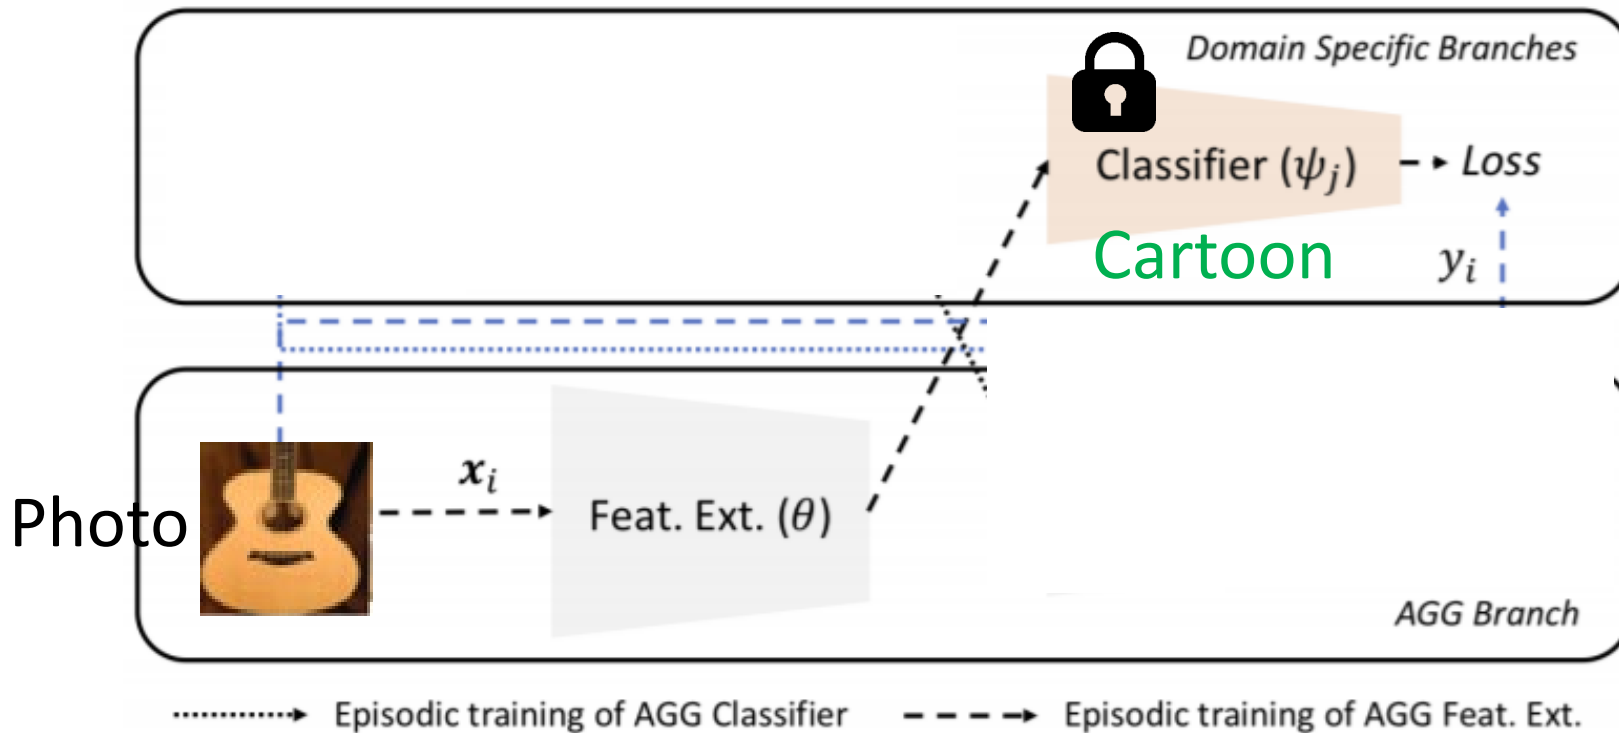 Domain Specific Branches
Classifier (ψⱼ)
Loss
Cartoon
yᵢ
xᵢ
Photo
Feat. Ext. (θ)
AGG Branch
Episodic training of AGG Classifier
Episodic training of AGG Feat. Ext.